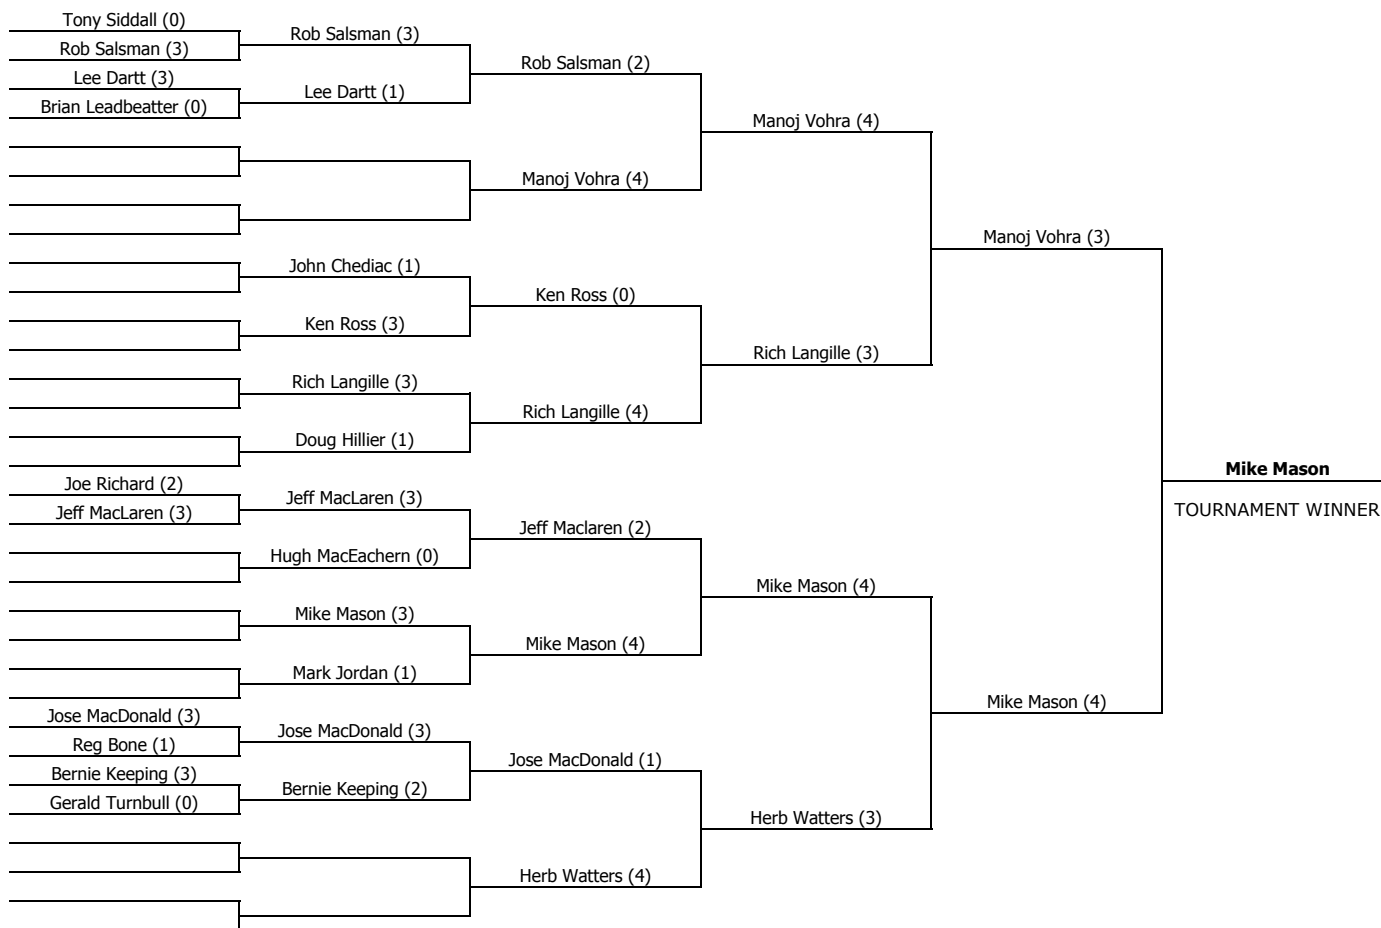 Tony Siddall (0)
Rob Salsman (3)
Lee Dartt (3)
Brian Leadbeatter (0)
Joe Richard (2)
Jeff MacLaren (3)
Jose MacDonald (3)
Reg Bone (1)
Bernie Keeping (3)
Gerald Turnbull (0)
Rob Salsman (3)
Lee Dartt (1)
John Chediac (1)
Ken Ross (3)
Rich Langille (3)
Doug Hillier (1)
Jeff MacLaren (3)
Hugh MacEachern (0)
Mike Mason (3)
Mark Jordan (1)
Jose MacDonald (3)
Bernie Keeping (2)
Rob Salsman (2)
Manoj Vohra (4)
Ken Ross (0)
Rich Langille (4)
Jeff Maclaren (2)
Mike Mason (4)
Jose MacDonald (1)
Herb Watters (4)
Manoj Vohra (4)
Rich Langille (3)
Mike Mason (4)
Herb Watters (3)
Manoj Vohra (3)
Mike Mason (4)
Mike Mason
TOURNAMENT WINNER